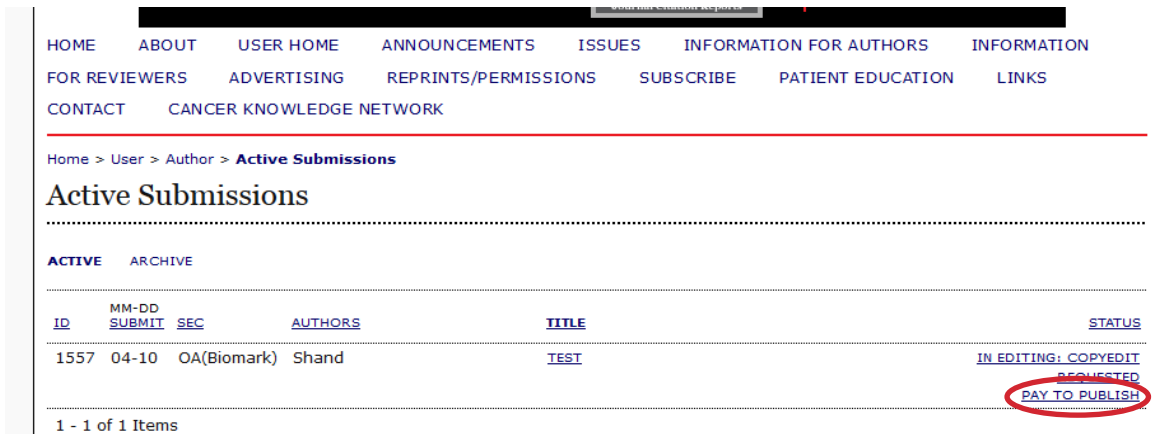 Journal Citation Reports
HOME ABOUT USER HOME ANNOUNCEMENTS ISSUES INFORMATION FOR AUTHORS INFORMATION
FOR REVIEWERS ADVERTISING REPRINTS/PERMISSIONS SUBSCRIBE PATIENT EDUCATION LINKS
CONTACT CANCER KNOWLEDGE NETWORK
Home > User > Author > Active Submissions
Active Submissions
ACTIVE ARCHIVE
MM-DD
ID SUBMIT SEC AUTHORS TITLE STATUS
1557 04-10 OA(Biomark) Shand TEST IN EDITING: COPYEDIT
REQUESTED
PAY TO PUBLISH
1 - 1 of 1 Items